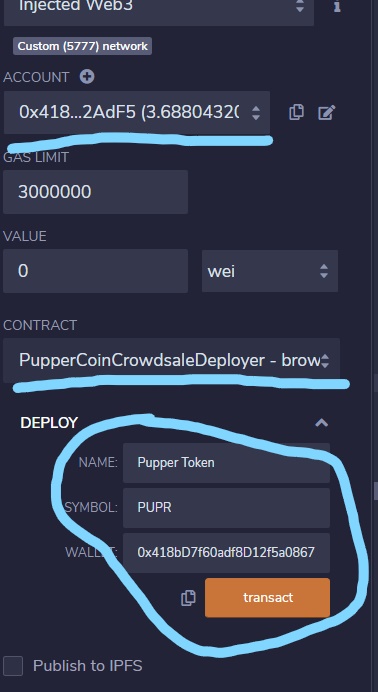 Injected Web3
Custom (5777) network
ACCOUNT
0x418...2AdF5 (3.68804320
GAS LIMIT
3000000
VALUE
0 wei
CONTRACT
PupperCoinCrowdsaleDeployer - brow
DEPLOY
NAME: Pupper Token
SYMBOL: PUPR
WALLET: 0x418bD7f60adf8D12f5a0867
transact
Publish to IPFS